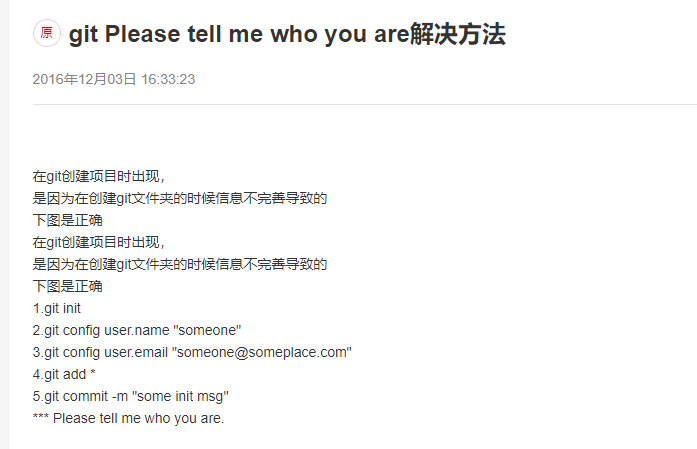 原 git Please tell me who you are解决方法
2016年12月03日 16:33:23
在git创建项目时出现，
是因为在创建git文件夹的时候信息不完善导致的
下图是正确
在git创建项目时出现，
是因为在创建git文件夹的时候信息不完善导致的
下图是正确
1.git init
2.git config user.name "someone"
3.git config user.email "someone@someplace.com"
4.git add *
5.git commit -m "some init msg"
*** Please tell me who you are.